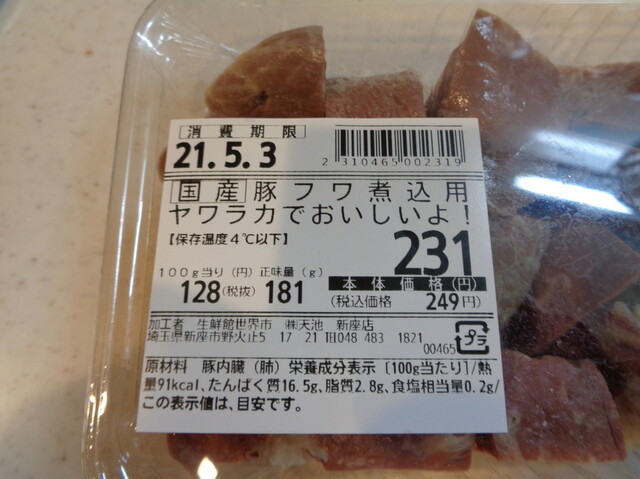 消費期限
21.5.3
2 310465 002319
国産 豚フワ煮込用
ヤワラカでおいしいよ!
【保存温度4℃以下】
231
100g当り(円) 正味量(g)
本体価格(円)
128(税抜) 181
(税込価格 249円)
加工者 生鮮館世界市 ㈱天池 新座店
埼玉県新座市野火止5 17 21 ℡048 483 1821
00465
プラ
原材料 豚内臓(肺)栄養成分表示[100g当たり]/熱
量91kcal、たんぱく質16.5g、脂質2.8g、食塩相当量0.2g/
この表示値は、目安です。